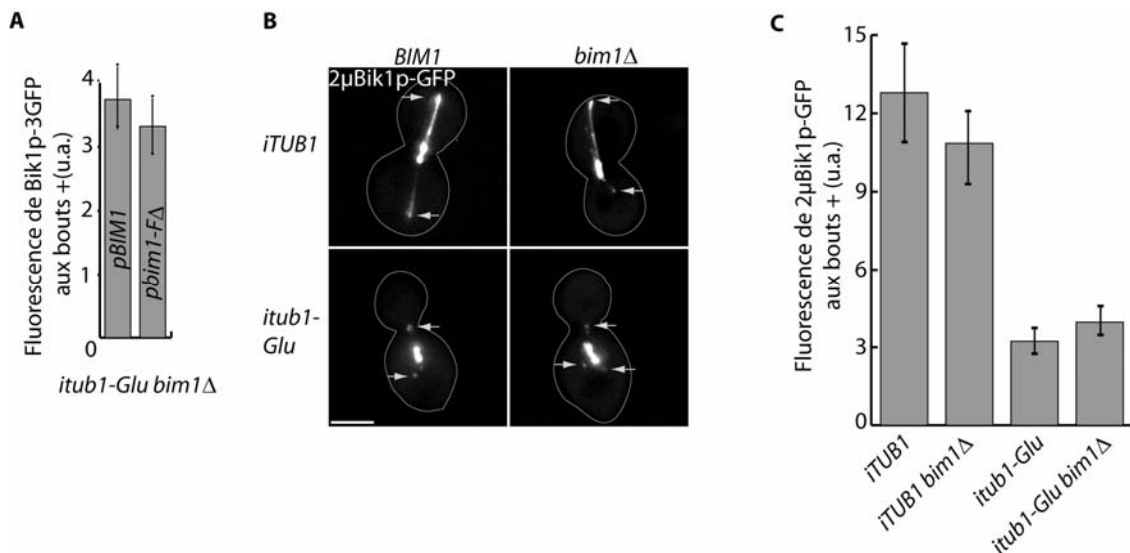 A
Fluorescence de Bik1p-3GFP
aux bouts +(u.a.)
4
3
2
1
0
pBIM1
pbim1-FΔ
itub1-Glu bim1Δ
B
BIM1
bim1Δ
2µBik1p-GFP
iTUB1
itub1-
Glu
C
Fluorescence de 2µBik1p-GFP
aux bouts + (u.a.)
15
12
9
6
3
0
iTUB1
iTUB1 bim1Δ
itub1-Glu
itub1-Glu bim1Δ